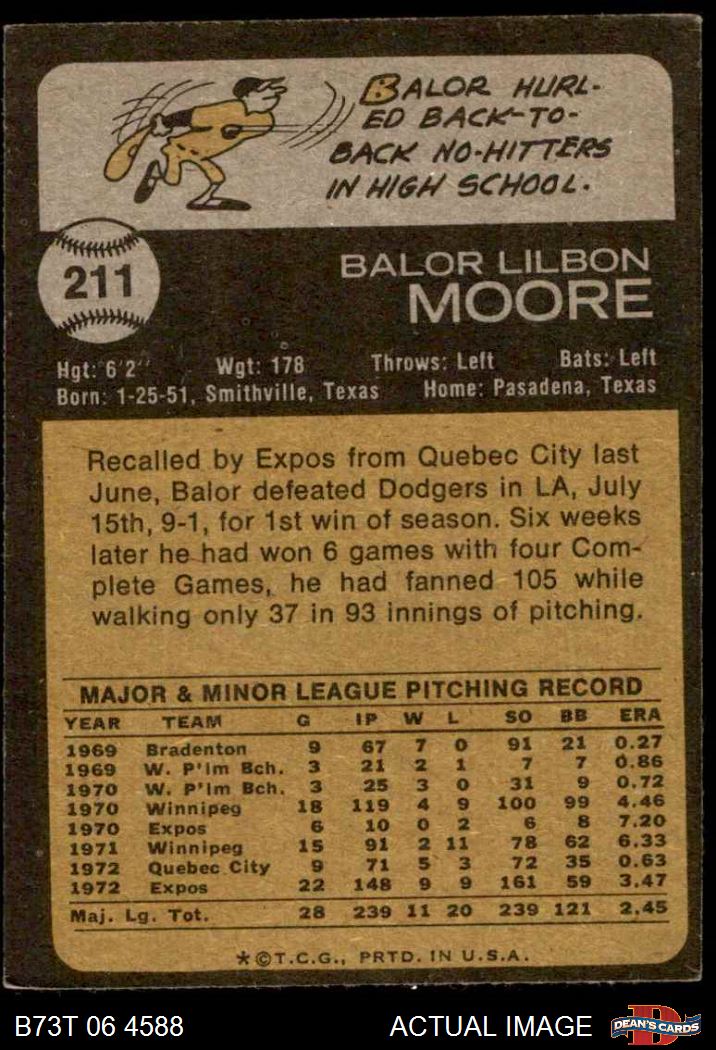 BALOR HURL-
ED BACK-TO-
BACK NO-HITTERS
IN HIGH SCHOOL.
211
BALOR LILBON
MOORE
Hgt: 6'2" Wgt: 178 Throws: Left Bats: Left
Born: 1-25-51, Smithville, Texas Home: Pasadena, Texas
Recalled by Expos from Quebec City last
June, Balor defeated Dodgers in LA, July
15th, 9-1, for 1st win of season. Six weeks
later he had won 6 games with four Com-
plete Games, he had fanned 105 while
walking only 37 in 93 innings of pitching.
MAJOR & MINOR LEAGUE PITCHING RECORD
YEAR TEAM G IP W L SO BB ERA
1969 Bradenton 9 67 7 0 91 21 0.27
1969 W. P'lm Bch. 3 21 2 1 7 7 0.86
1970 W. P'lm Bch. 3 25 3 0 31 9 0.72
1970 Winnipeg 18 119 4 9 100 99 4.46
1970 Expos 6 10 0 2 6 8 7.20
1971 Winnipeg 15 91 2 11 78 62 6.33
1972 Quebec City 9 71 5 3 72 35 0.63
1972 Expos 22 148 9 9 161 59 3.47
Maj. Lg. Tot. 28 239 11 20 239 121 2.45
*©T.C.G., PRTD. IN U.S.A.
B73T 06 4588 ACTUAL IMAGE D DEAN'S CARDS